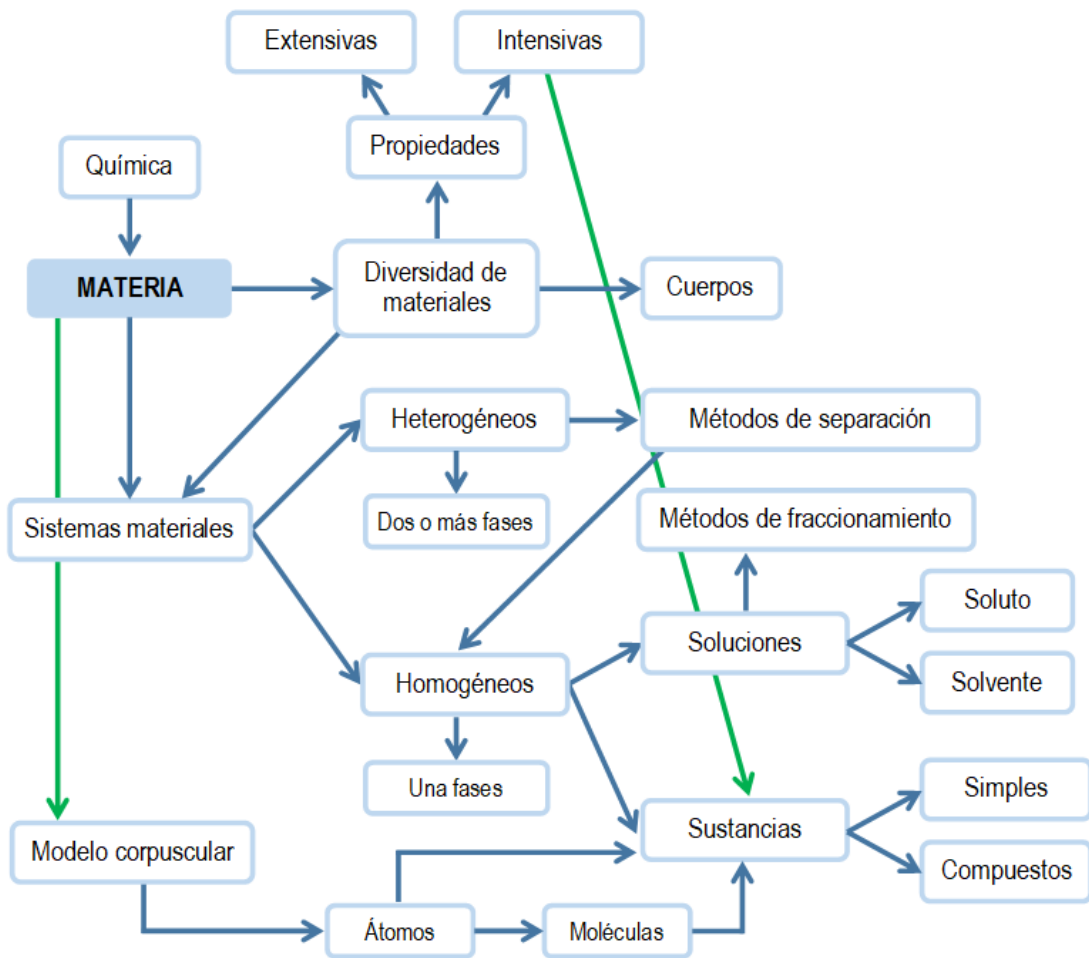 Extensivas
Intensivas
Propiedades
Química
MATERIA
Diversidad de
materiales
Cuerpos
Heterogéneos
Métodos de separación
Dos o más fases
Métodos de fraccionamiento
Sistemas materiales
Soluto
Soluciones
Solvente
Homogéneos
Una fases
Simples
Sustancias
Modelo corpuscular
Compuestos
Átomos
Moléculas